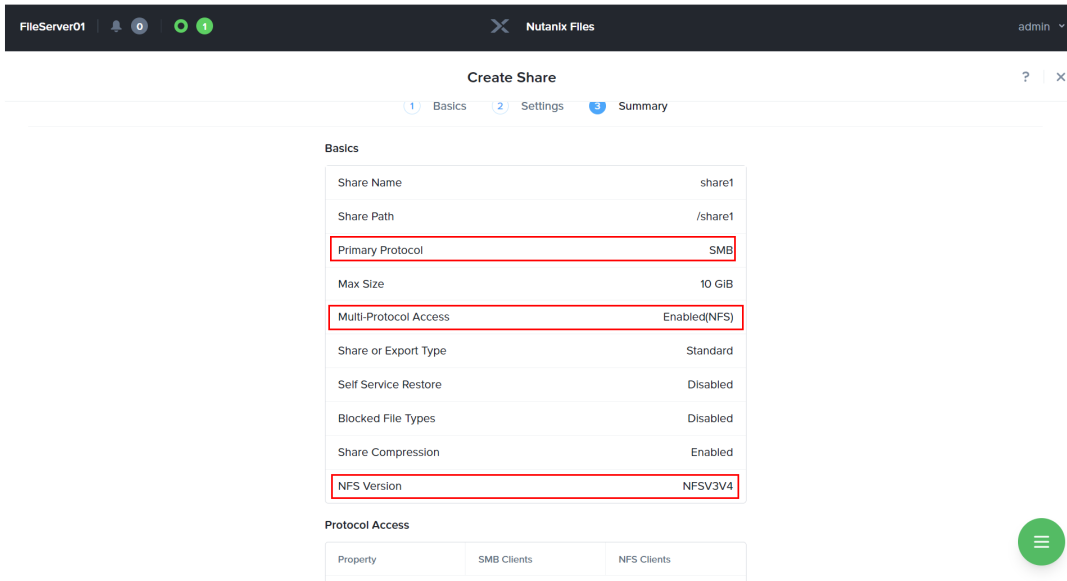 FileServer01 0 1 Nutanix Files admin
Create Share ?
1 Basics 2 Settings 3 Summary
Basics
Share Name share1
Share Path /share1
Primary Protocol SMB
Max Size 10 GiB
Multi-Protocol Access Enabled(NFS)
Share or Export Type Standard
Self Service Restore Disabled
Blocked File Types Disabled
Share Compression Enabled
NFS Version NFSV3V4
Protocol Access
Property SMB Clients NFS Clients